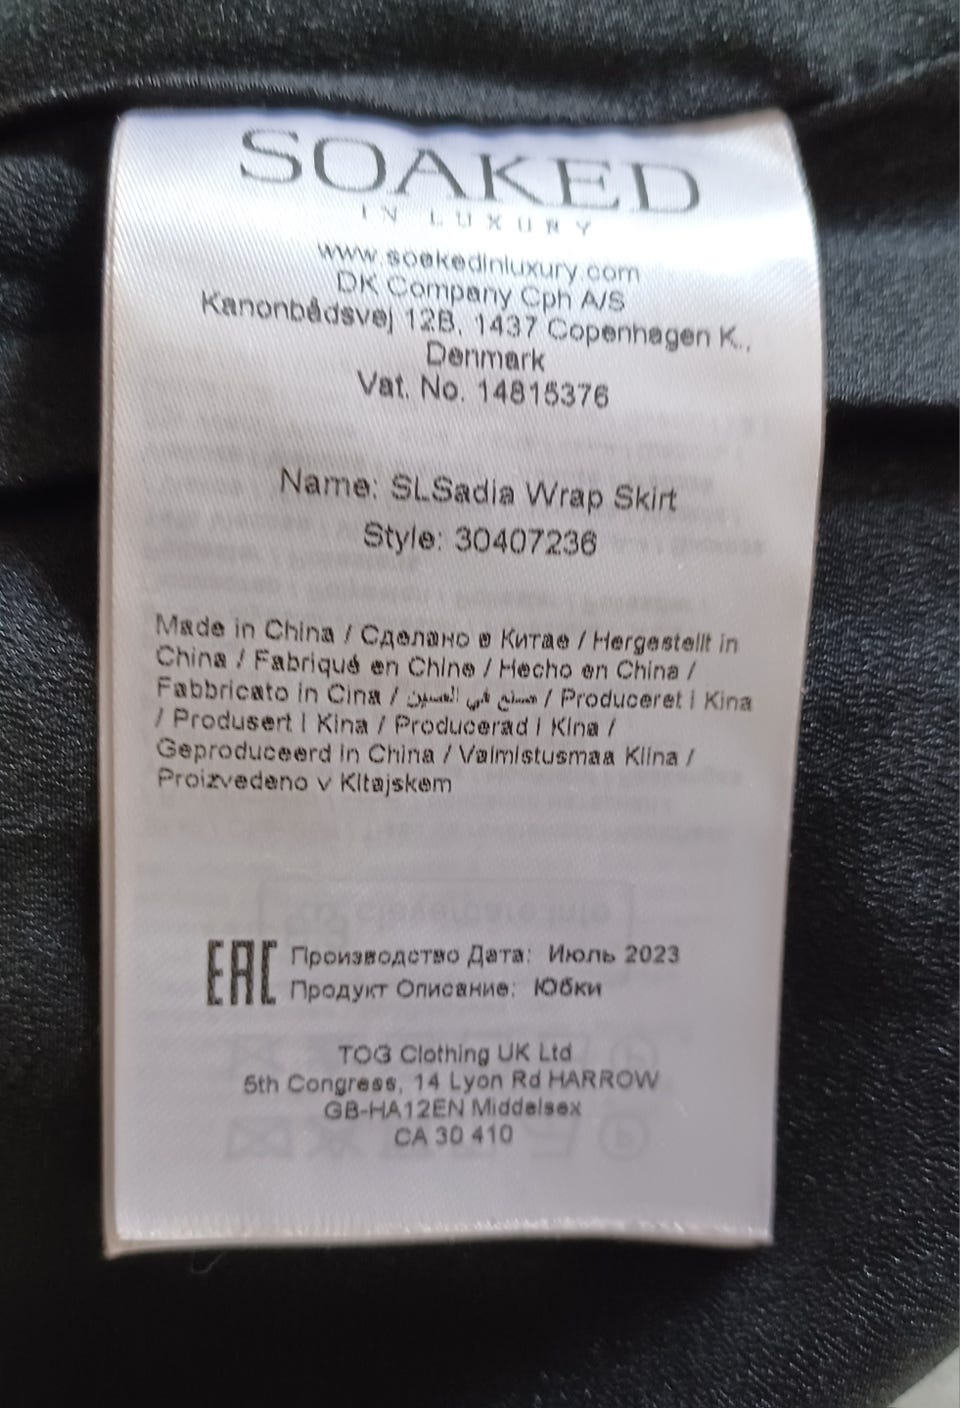 SOAKED
IN LUXURY
www.soakedinluxury.com
DK Company Cph A/S
Kanonbådsvej 12B, 1437 Copenhagen K.,
Denmark
Vat. No. 14815376
Name: SLSadia Wrap Skirt
Style: 30407236
Made in China / Сделано в Китае / Hergestellt in
China / Fabriqué en Chine / Hecho en China /
Fabbricato in Cina / صنع في الصين / Produceret i Kina
/ Produsert i Kina / Producerad i Kina /
Geproduceerd in China / Valmistusmaa Kiina /
Proizvedeno v Kitajskem
EAC Производство Дата: Июль 2023
Продукт Описание: Юбки
TOG Clothing UK Ltd
5th Congress, 14 Lyon Rd HARROW
GB-HA12EN Middelsex
CA 30 410